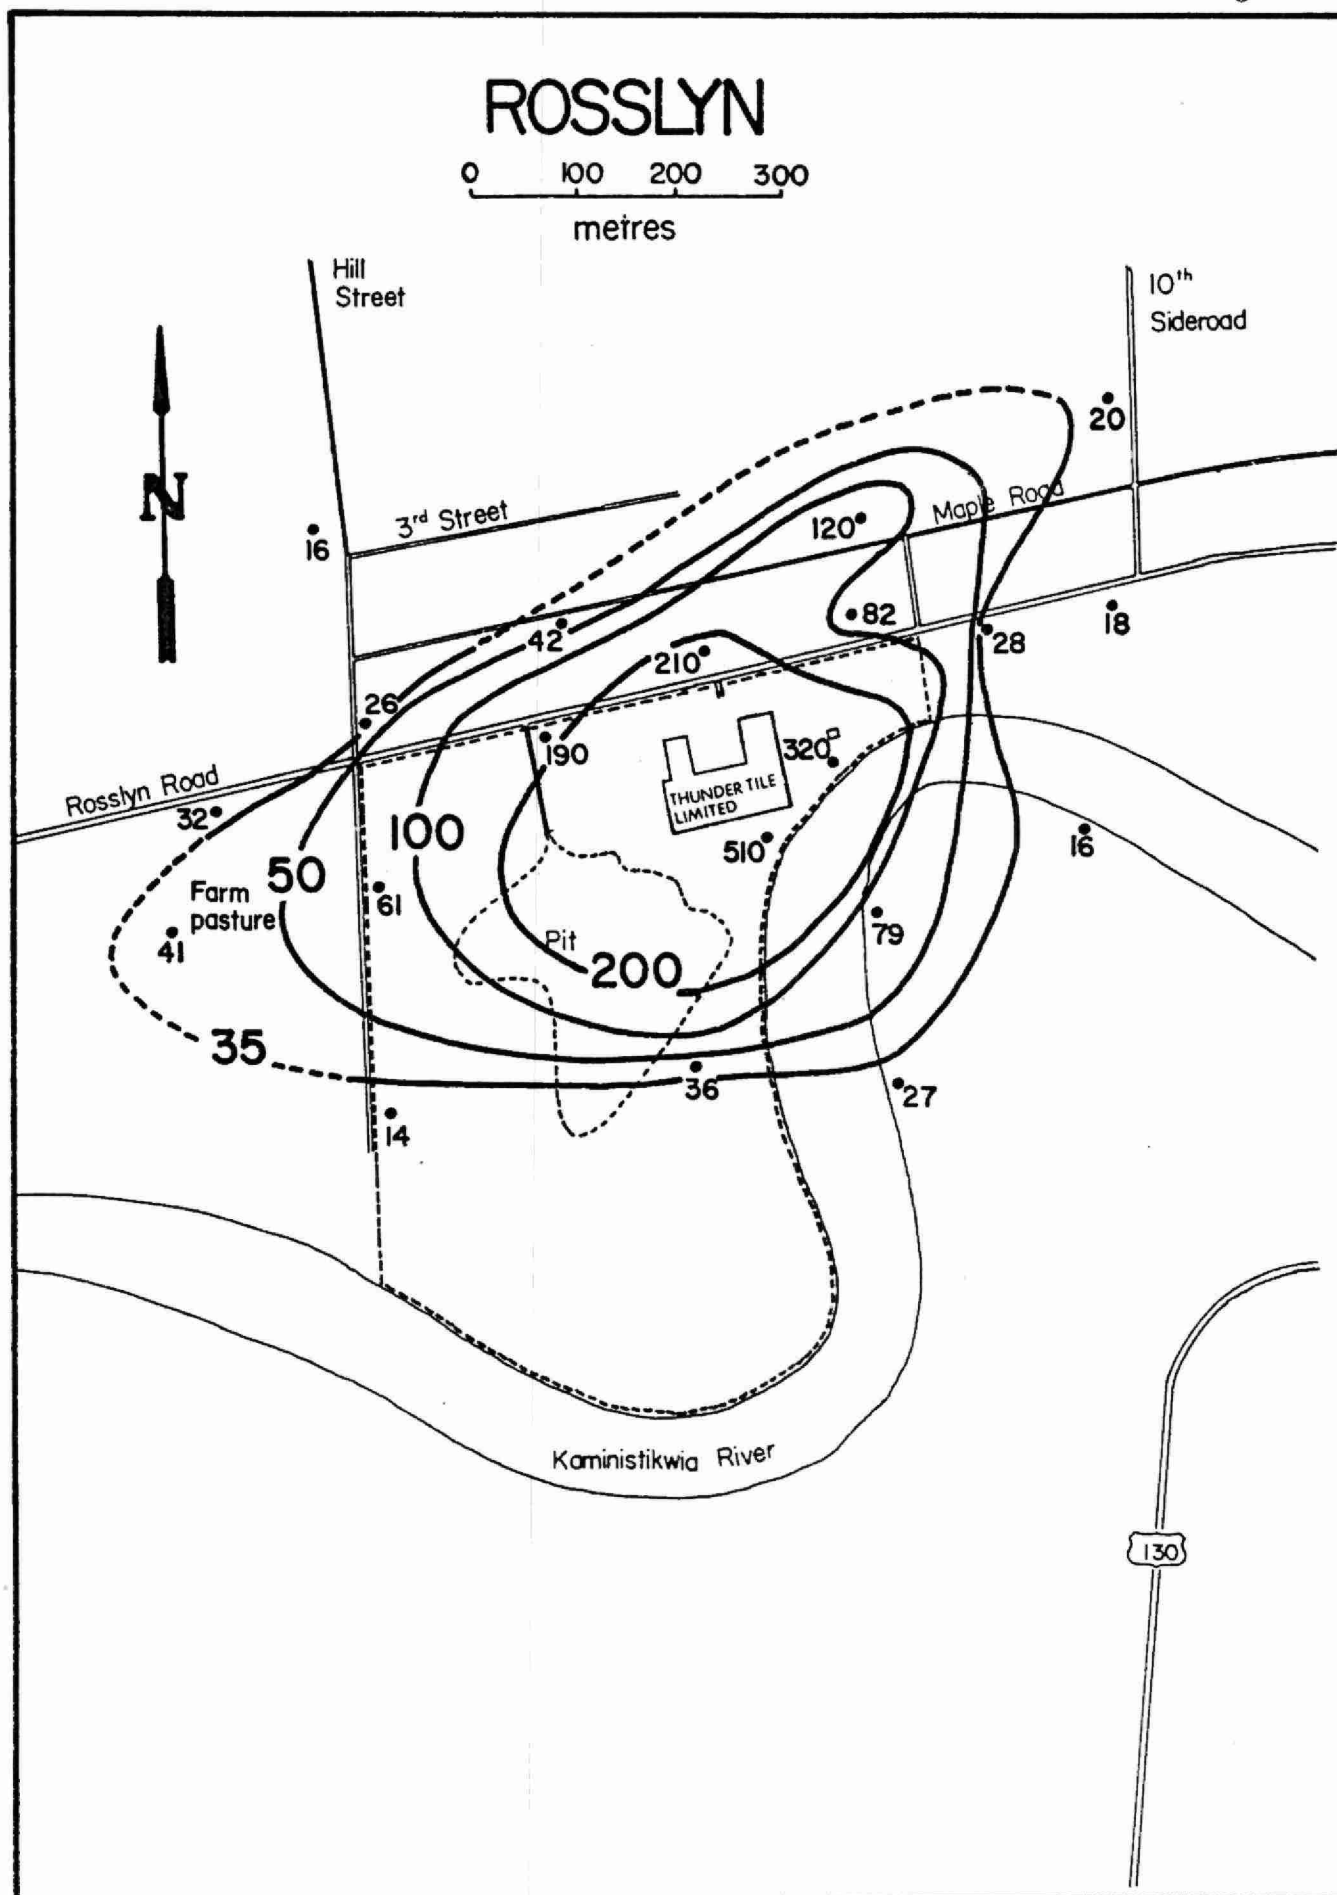 ROSSLYN
0 100 200 300
metres
Hill
Street
10th
Sideroad
N
20
3rd Street
Maple Road
16
120
42
82
18
28
210
26
190
320
Rosslyn Road
THUNDER TILE
LIMITED
32
100
510
16
50
Farm
pasture
61
79
41
Pit
200
35
36
27
14
Kaministikwia River
130